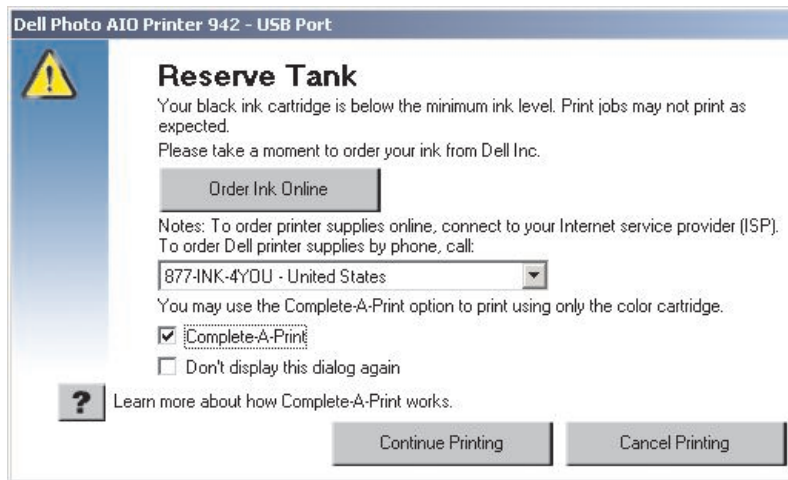 Dell Photo AIO Printer 942 - USB Port
Reserve Tank
Your black ink cartridge is below the minimum ink level. Print jobs may not print as
expected.
Please take a moment to order your ink from Dell Inc.
Order Ink Online
Notes: To order printer supplies online, connect to your Internet service provider (ISP).
To order Dell printer supplies by phone, call:
877-INK-4YOU - United States
You may use the Complete-A-Print option to print using only the color cartridge.
Complete-A-Print
Don't display this dialog again
? Learn more about how Complete-A-Print works.
Continue Printing Cancel Printing